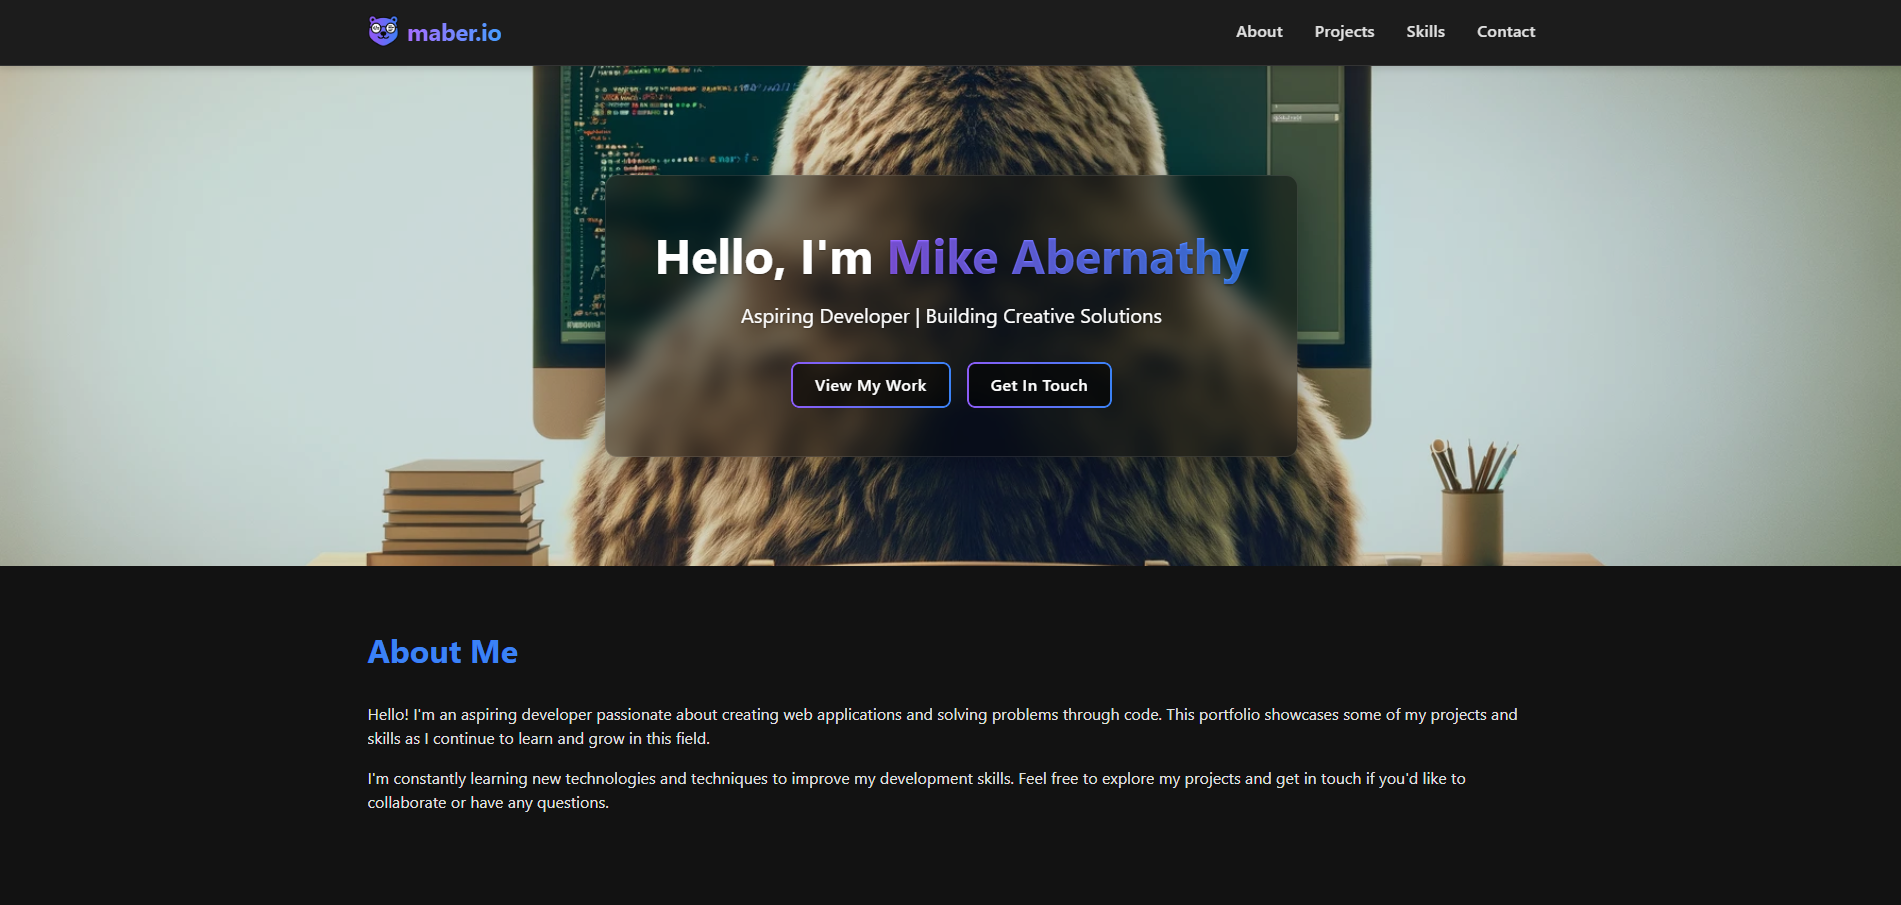 maber.io
About Projects Skills Contact
Hello, I'm Mike Abernathy
Aspiring Developer | Building Creative Solutions
View My Work Get In Touch
About Me
Hello! I'm an aspiring developer passionate about creating web applications and solving problems through code. This portfolio showcases some of my projects and
skills as I continue to learn and grow in this field.
I'm constantly learning new technologies and techniques to improve my development skills. Feel free to explore my projects and get in touch if you'd like to
collaborate or have any questions.